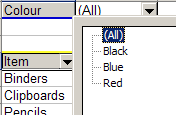 Colour (All)
(All)
Black
Blue
Red
Item
Binders
Clipboards
Pencils